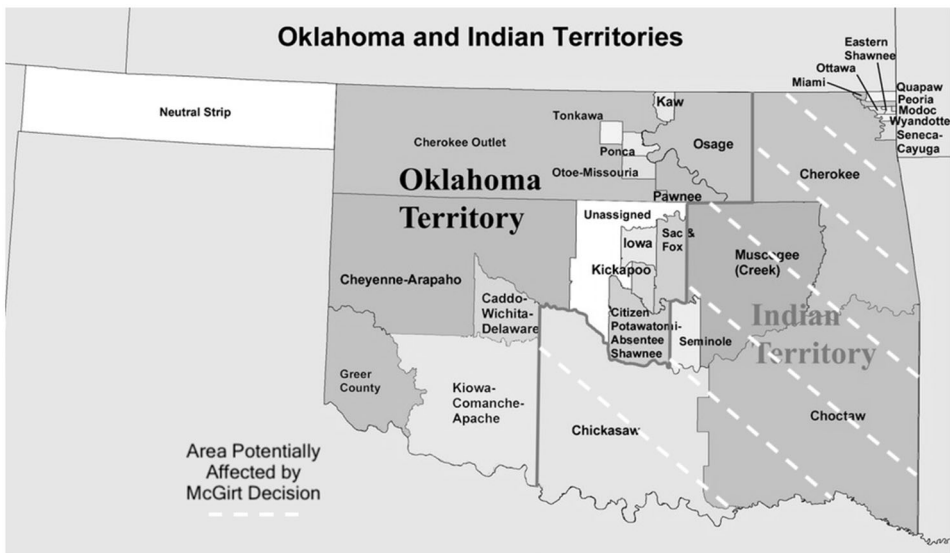 Oklahoma and Indian Territories
Eastern
Shawnee
Ottawa
Miami
Quapaw
Peoria
Modoc
Wyandotte
Seneca-
Cayuga
Neutral Strip
Kaw
Tonkawa
Cherokee Outlet
Ponca
Osage
Otoe-Missouria
Cherokee
Pawnee
Oklahoma
Territory
Unassigned
Iowa
Sac &
Fox
Kickapoo
Muscogee
(Creek)
Cheyenne-Arapaho
Caddo-
Wichita-
Delaware
Citizen
Potawatomi-
Absentee
Shawnee
Seminole
Indian
Territory
Greer
County
Kiowa-
Comanche-
Apache
Chickasaw
Choctaw
Area Potentially
Affected by
McGirt Decision